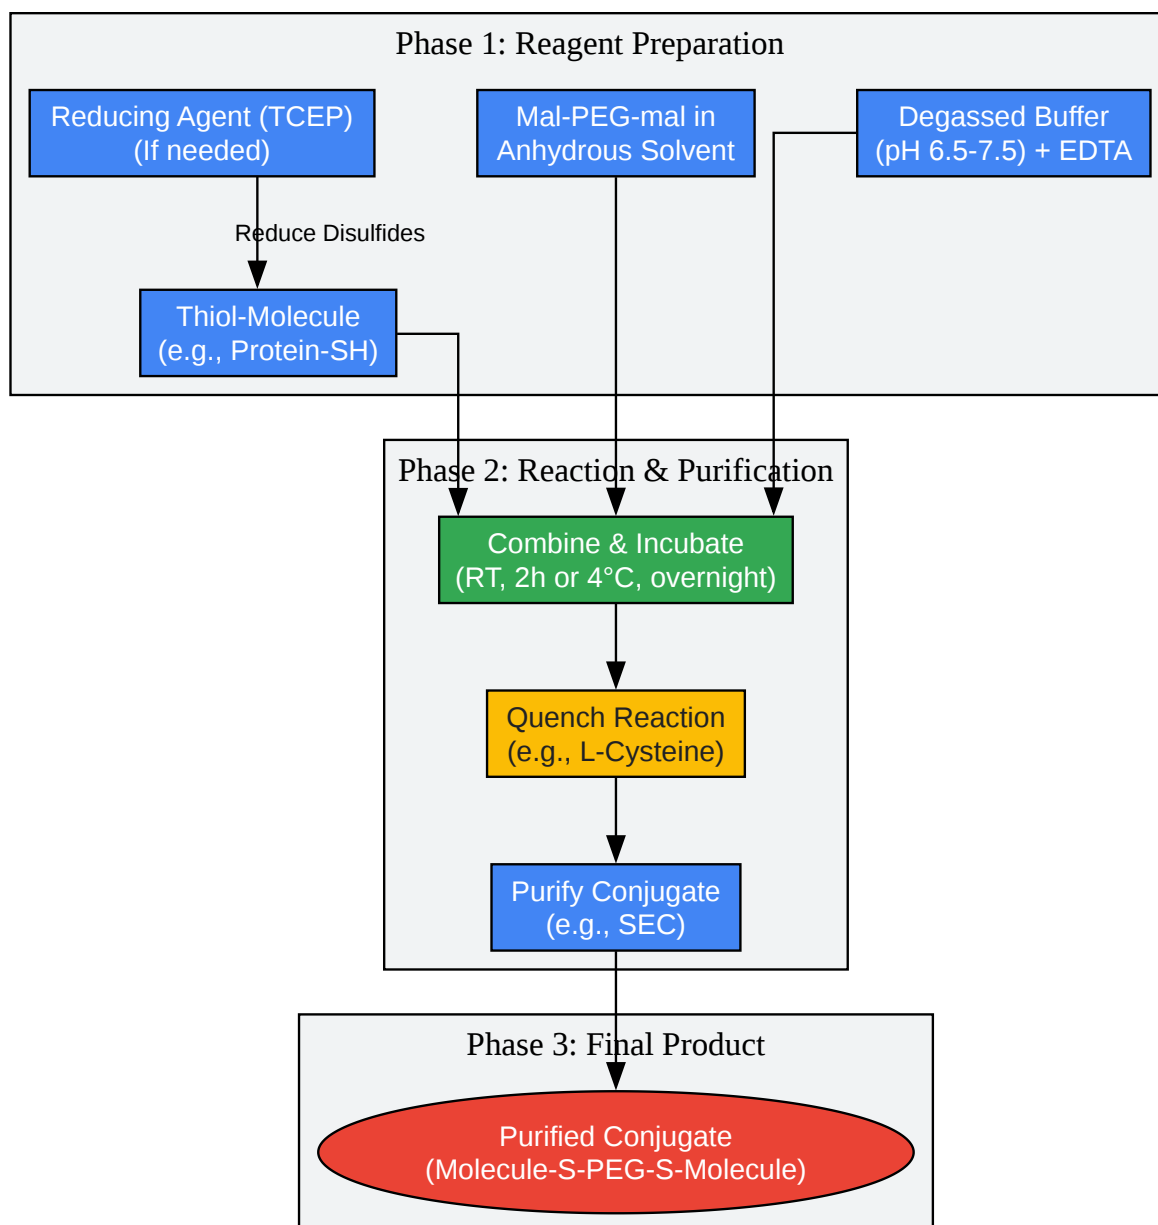 Phase 1: Reagent Preparation
Reducing Agent (TCEP)
(If needed)
Mal-PEG-mal in
Anhydrous Solvent
Degassed Buffer
(pH 6.5-7.5) + EDTA
Reduce Disulfides
Thiol-Molecule
(e.g., Protein-SH)
Phase 2: Reaction & Purification
Combine & Incubate
(RT, 2h or 4°C, overnight)
Quench Reaction
(e.g., L-Cysteine)
Purify Conjugate
(e.g., SEC)
Phase 3: Final Product
Purified Conjugate
(Molecule-S-PEG-S-Molecule)